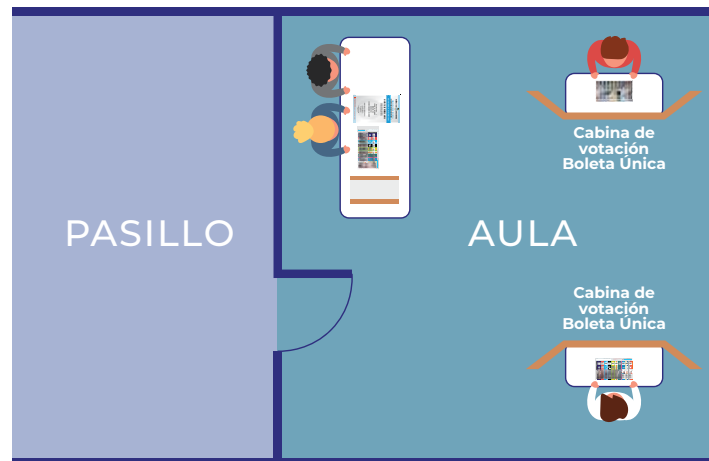 Cabina de
votación
Boleta Única
PASILLO
AULA
Cabina de
votación
Boleta Única